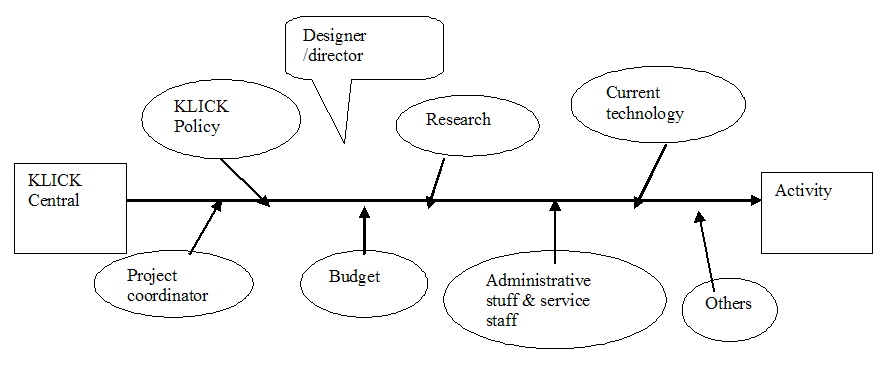 Designer
/director
KLICK
Policy
Research
Current
technology
KLICK
Central
Activity
Project
coordinator
Budget
Administrative
stuff & service
staff
Others